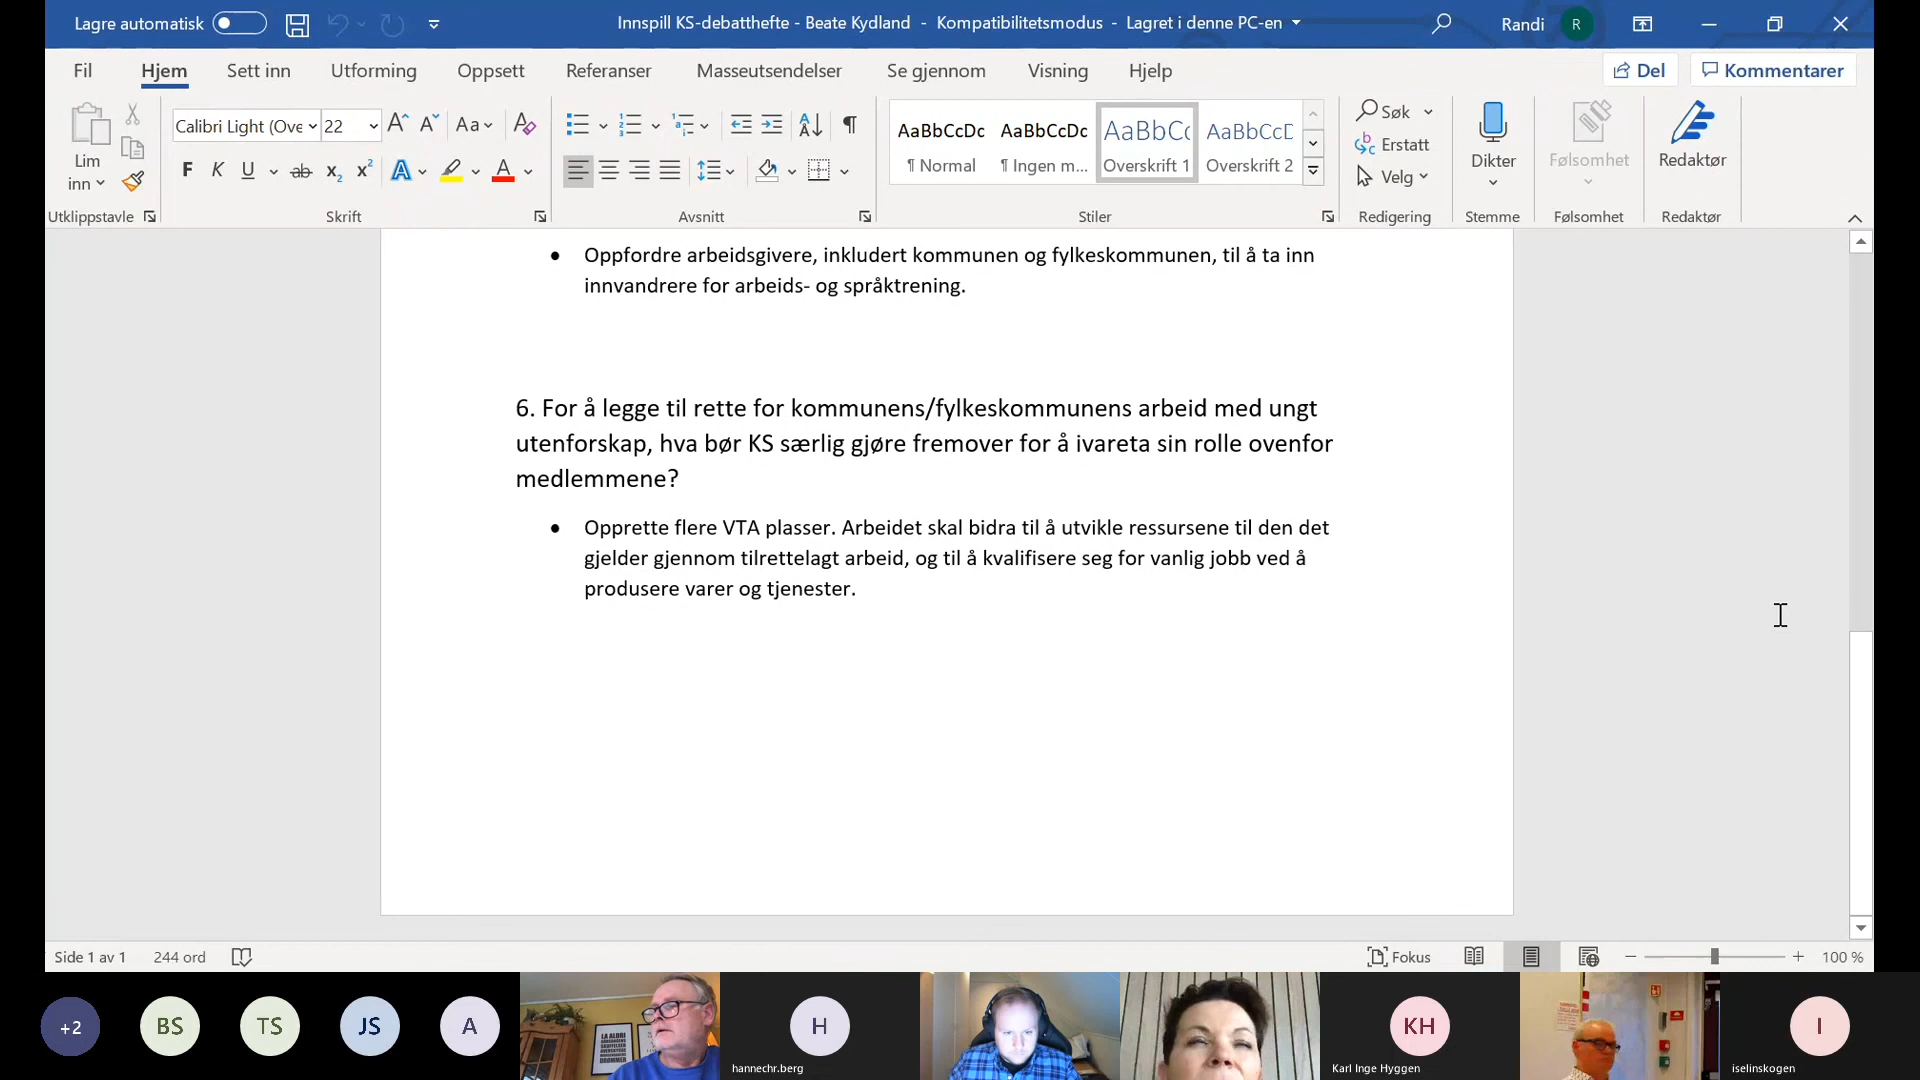 Lagre automatisk
Innspill KS-debatthefte - Beate Kydland - Kompatibilitetsmodus - Lagret i denne PC-en
Randi R
Fil Hjem Sett inn Utforming Oppsett Referanser Masseutsendelser Se gjennom Visning Hjelp Del Kommentarer
Lim inn
Utklippstavle
Calibri Light (Ove 22
Aa
F K U ab x2 x2 A A
Skrift
Avsnitt
AaBbCcDc AaBbCcDc AaBbCc AaBbCcD
¶ Normal ¶ Ingen m... Overskrift 1 Overskrift 2
Stiler
Søk
Erstatt
Velg
Redigering
Dikter
Stemme
Følsomhet
Følsomhet
Redaktør
Redaktør
• Oppfordre arbeidsgivere, inkludert kommunen og fylkeskommunen, til å ta inn
innvandrere for arbeids- og språktrening.
6. For å legge til rette for kommunens/fylkeskommunens arbeid med ungt
utenforskap, hva bør KS særlig gjøre fremover for å ivareta sin rolle ovenfor
medlemmene?
• Opprette flere VTA plasser. Arbeidet skal bidra til å utvikle ressursene til den det
gjelder gjennom tilrettelagt arbeid, og til å kvalifisere seg for vanlig jobb ved å
produsere varer og tjenester.
Side 1 av 1 244 ord Fokus 100 %
+2 BS TS JS A H KH I
hannechr.berg Karl Inge Hyggen iselinskogen